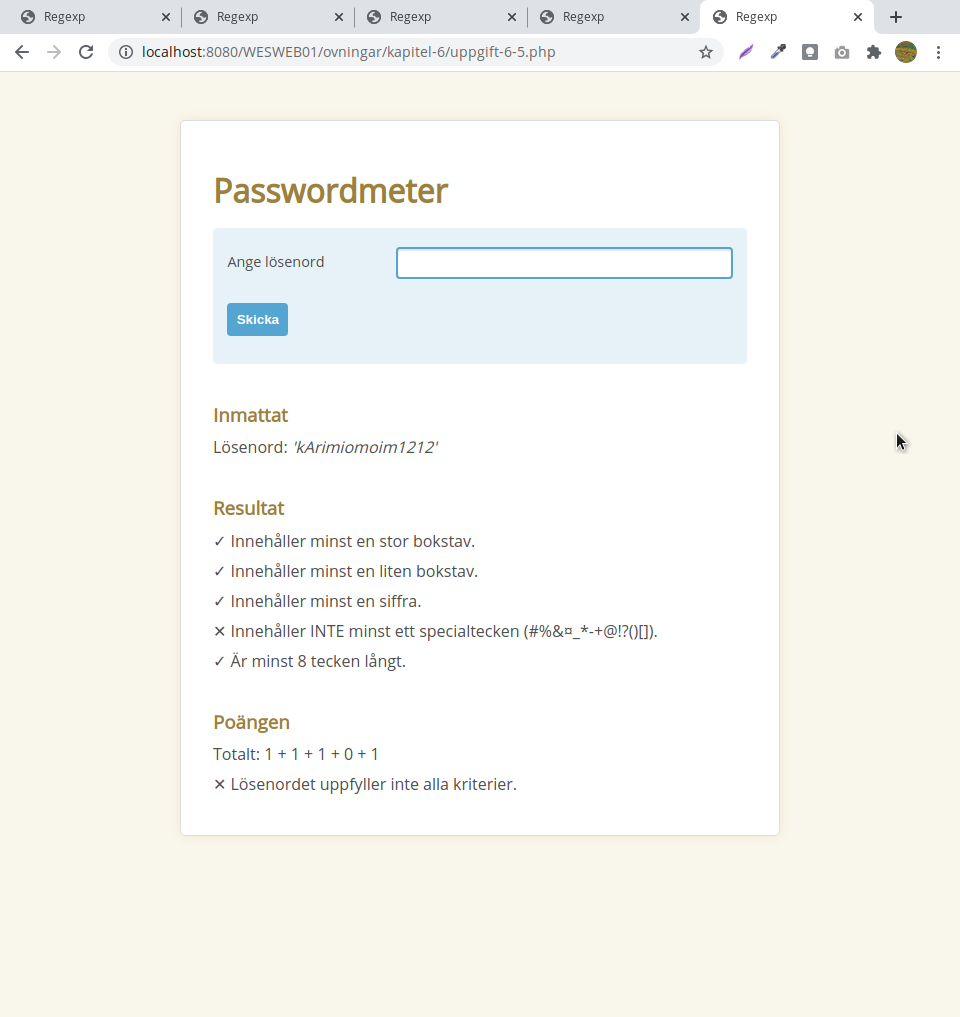 Regexp Regexp Regexp Regexp Regexp
localhost:8080/WESWEB01/ovningar/kapitel-6/uppgift-6-5.php
Passwordmeter
Ange lösenord
Skicka
Inmattat
Lösenord: 'kArimiomoim1212'
Resultat
✓ Innehåller minst en stor bokstav.
✓ Innehåller minst en liten bokstav.
✓ Innehåller minst en siffra.
✕ Innehåller INTE minst ett specialtecken (#%&¤_*-+@!?()[]).
✓ Är minst 8 tecken långt.
Poängen
Totalt: 1 + 1 + 1 + 0 + 1
✕ Lösenordet uppfyller inte alla kriterier.